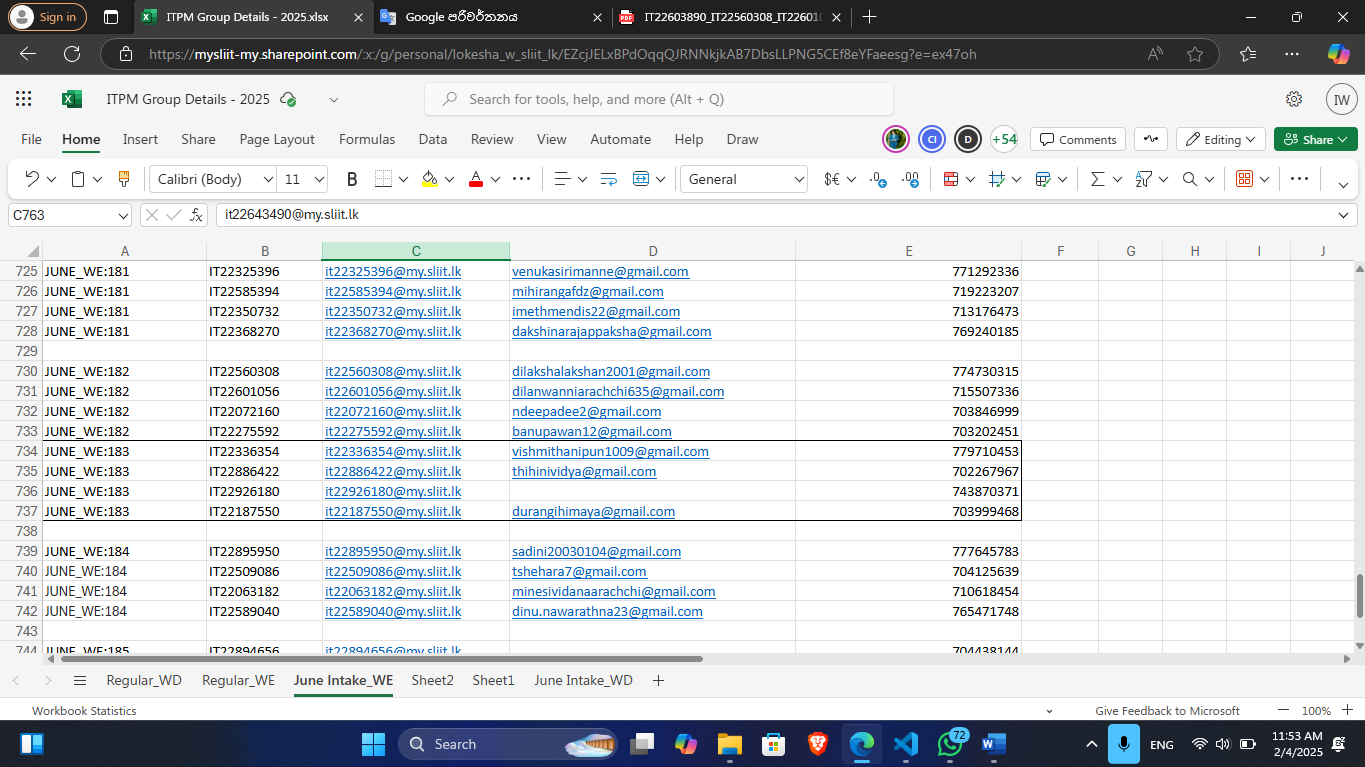 Sign in
ITPM Group Details - 2025.xlsx
Google පරිවර්තනය
IT22603890_IT22560308_IT22601
https://mysliit-my.sharepoint.com/:x:/g/personal/lokesha_w_sliit_lk/EZcjJELxBPdOqqQJRNNkjkAB7DbsLLPNG5CEf8eYFaeesg?e=ex47oh
ITPM Group Details - 2025
Search for tools, help, and more (Alt + Q)
IW
File Home Insert Share Page Layout Formulas Data Review View Automate Help Draw
CI D +54 Comments Editing Share
Calibri (Body) 11 B A General $€
C763 fx it22643490@my.sliit.lk
A B C D E F G H I J
725 JUNE_WE:181 IT22325396 it22325396@my.sliit.lk venukasirimanne@gmail.com 771292336
726 JUNE_WE:181 IT22585394 it22585394@my.sliit.lk mihirangafdz@gmail.com 719223207
727 JUNE_WE:181 IT22350732 it22350732@my.sliit.lk imethmendis22@gmail.com 713176473
728 JUNE_WE:181 IT22368270 it22368270@my.sliit.lk dakshinarajappaksha@gmail.com 769240185
729
730 JUNE_WE:182 IT22560308 it22560308@my.sliit.lk dilakshalakshan2001@gmail.com 774730315
731 JUNE_WE:182 IT22601056 it22601056@my.sliit.lk dilanwanniarachchi635@gmail.com 715507336
732 JUNE_WE:182 IT22072160 it22072160@my.sliit.lk ndeepadee2@gmail.com 703846999
733 JUNE_WE:182 IT22275592 it22275592@my.sliit.lk banupawan12@gmail.com 703202451
734 JUNE_WE:183 IT22336354 it22336354@my.sliit.lk vishmithanipun1009@gmail.com 779710453
735 JUNE_WE:183 IT22886422 it22886422@my.sliit.lk thihinividya@gmail.com 702267967
736 JUNE_WE:183 IT22926180 it22926180@my.sliit.lk 743870371
737 JUNE_WE:183 IT22187550 it22187550@my.sliit.lk durangihimaya@gmail.com 703999468
738
739 JUNE_WE:184 IT22895950 it22895950@my.sliit.lk sadini20030104@gmail.com 777645783
740 JUNE_WE:184 IT22509086 it22509086@my.sliit.lk tshehara7@gmail.com 704125639
741 JUNE_WE:184 IT22063182 it22063182@my.sliit.lk minesividanaarachchi@gmail.com 710618454
742 JUNE_WE:184 IT22589040 it22589040@my.sliit.lk dinu.nawarathna23@gmail.com 765471748
743
744 JUNE_WE:185 IT22894656 it22894656@my.sliit.lk 704438144
Regular_WD Regular_WE June Intake_WE Sheet2 Sheet1 June Intake_WD
Workbook Statistics Give Feedback to Microsoft 100%
Search 72 ENG 11:53 AM
2/4/2025